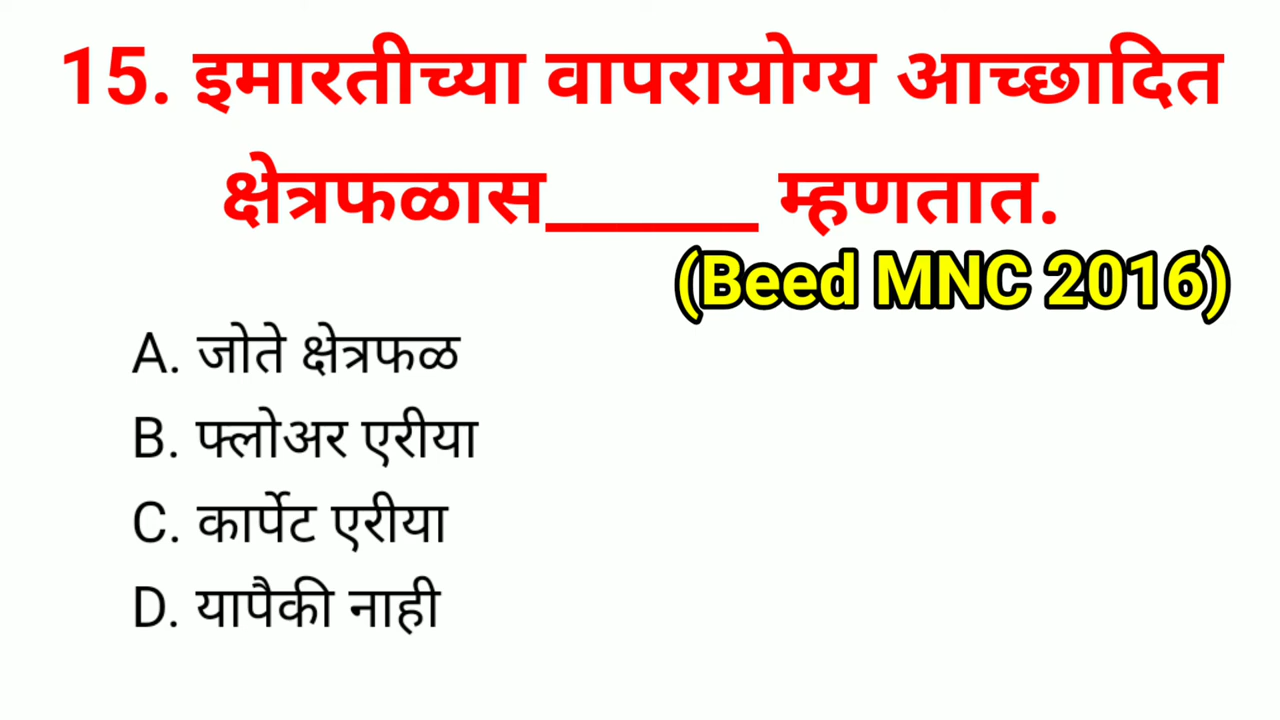 15. इमारतीच्या वापरायोग्य आच्छादित
क्षेत्रफळास______ म्हणतात.
(Beed MNC 2016)
A. जोते क्षेत्रफळ
B. फ्लोअर एरीया
C. कार्पेट एरीया
D. यापैकी नाही